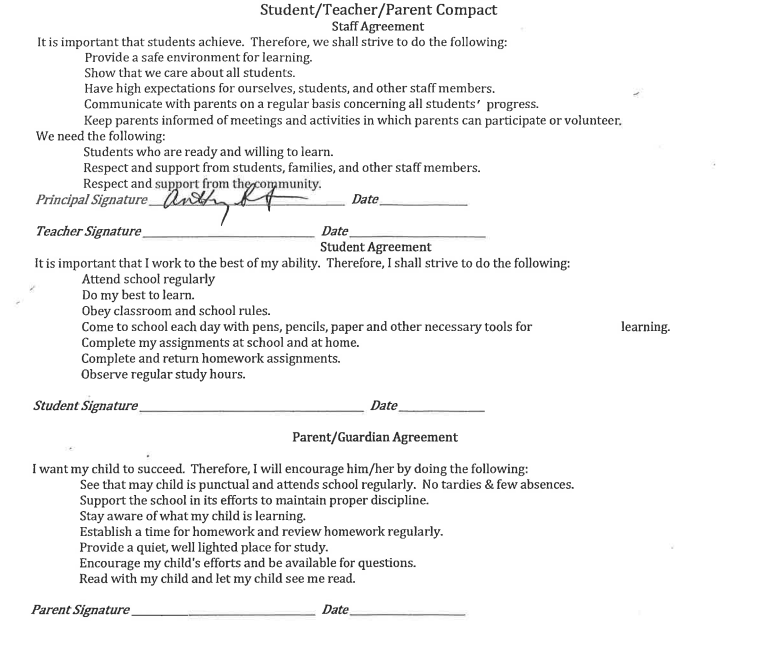 Student/Teacher/Parent Compact
Staff Agreement
It is important that students achieve. Therefore, we shall strive to do the following:
Provide a safe environment for learning.
Show that we care about all students.
Have high expectations for ourselves, students, and other staff members.
Communicate with parents on a regular basis concerning all students' progress.
Keep parents informed of meetings and activities in which parents can participate or volunteer.
We need the following:
Students who are ready and willing to learn.
Respect and support from students, families, and other staff members.
Respect and support from the community.
Principal Signature Date
Teacher Signature Date
Student Agreement
It is important that I work to the best of my ability. Therefore, I shall strive to do the following:
Attend school regularly
Do my best to learn.
Obey classroom and school rules.
Come to school each day with pens, pencils, paper and other necessary tools for learning.
Complete my assignments at school and at home.
Complete and return homework assignments.
Observe regular study hours.
Student Signature Date
Parent/Guardian Agreement
I want my child to succeed. Therefore, I will encourage him/her by doing the following:
See that may child is punctual and attends school regularly. No tardies & few absences.
Support the school in its efforts to maintain proper discipline.
Stay aware of what my child is learning.
Establish a time for homework and review homework regularly.
Provide a quiet, well lighted place for study.
Encourage my child's efforts and be available for questions.
Read with my child and let my child see me read.
Parent Signature Date